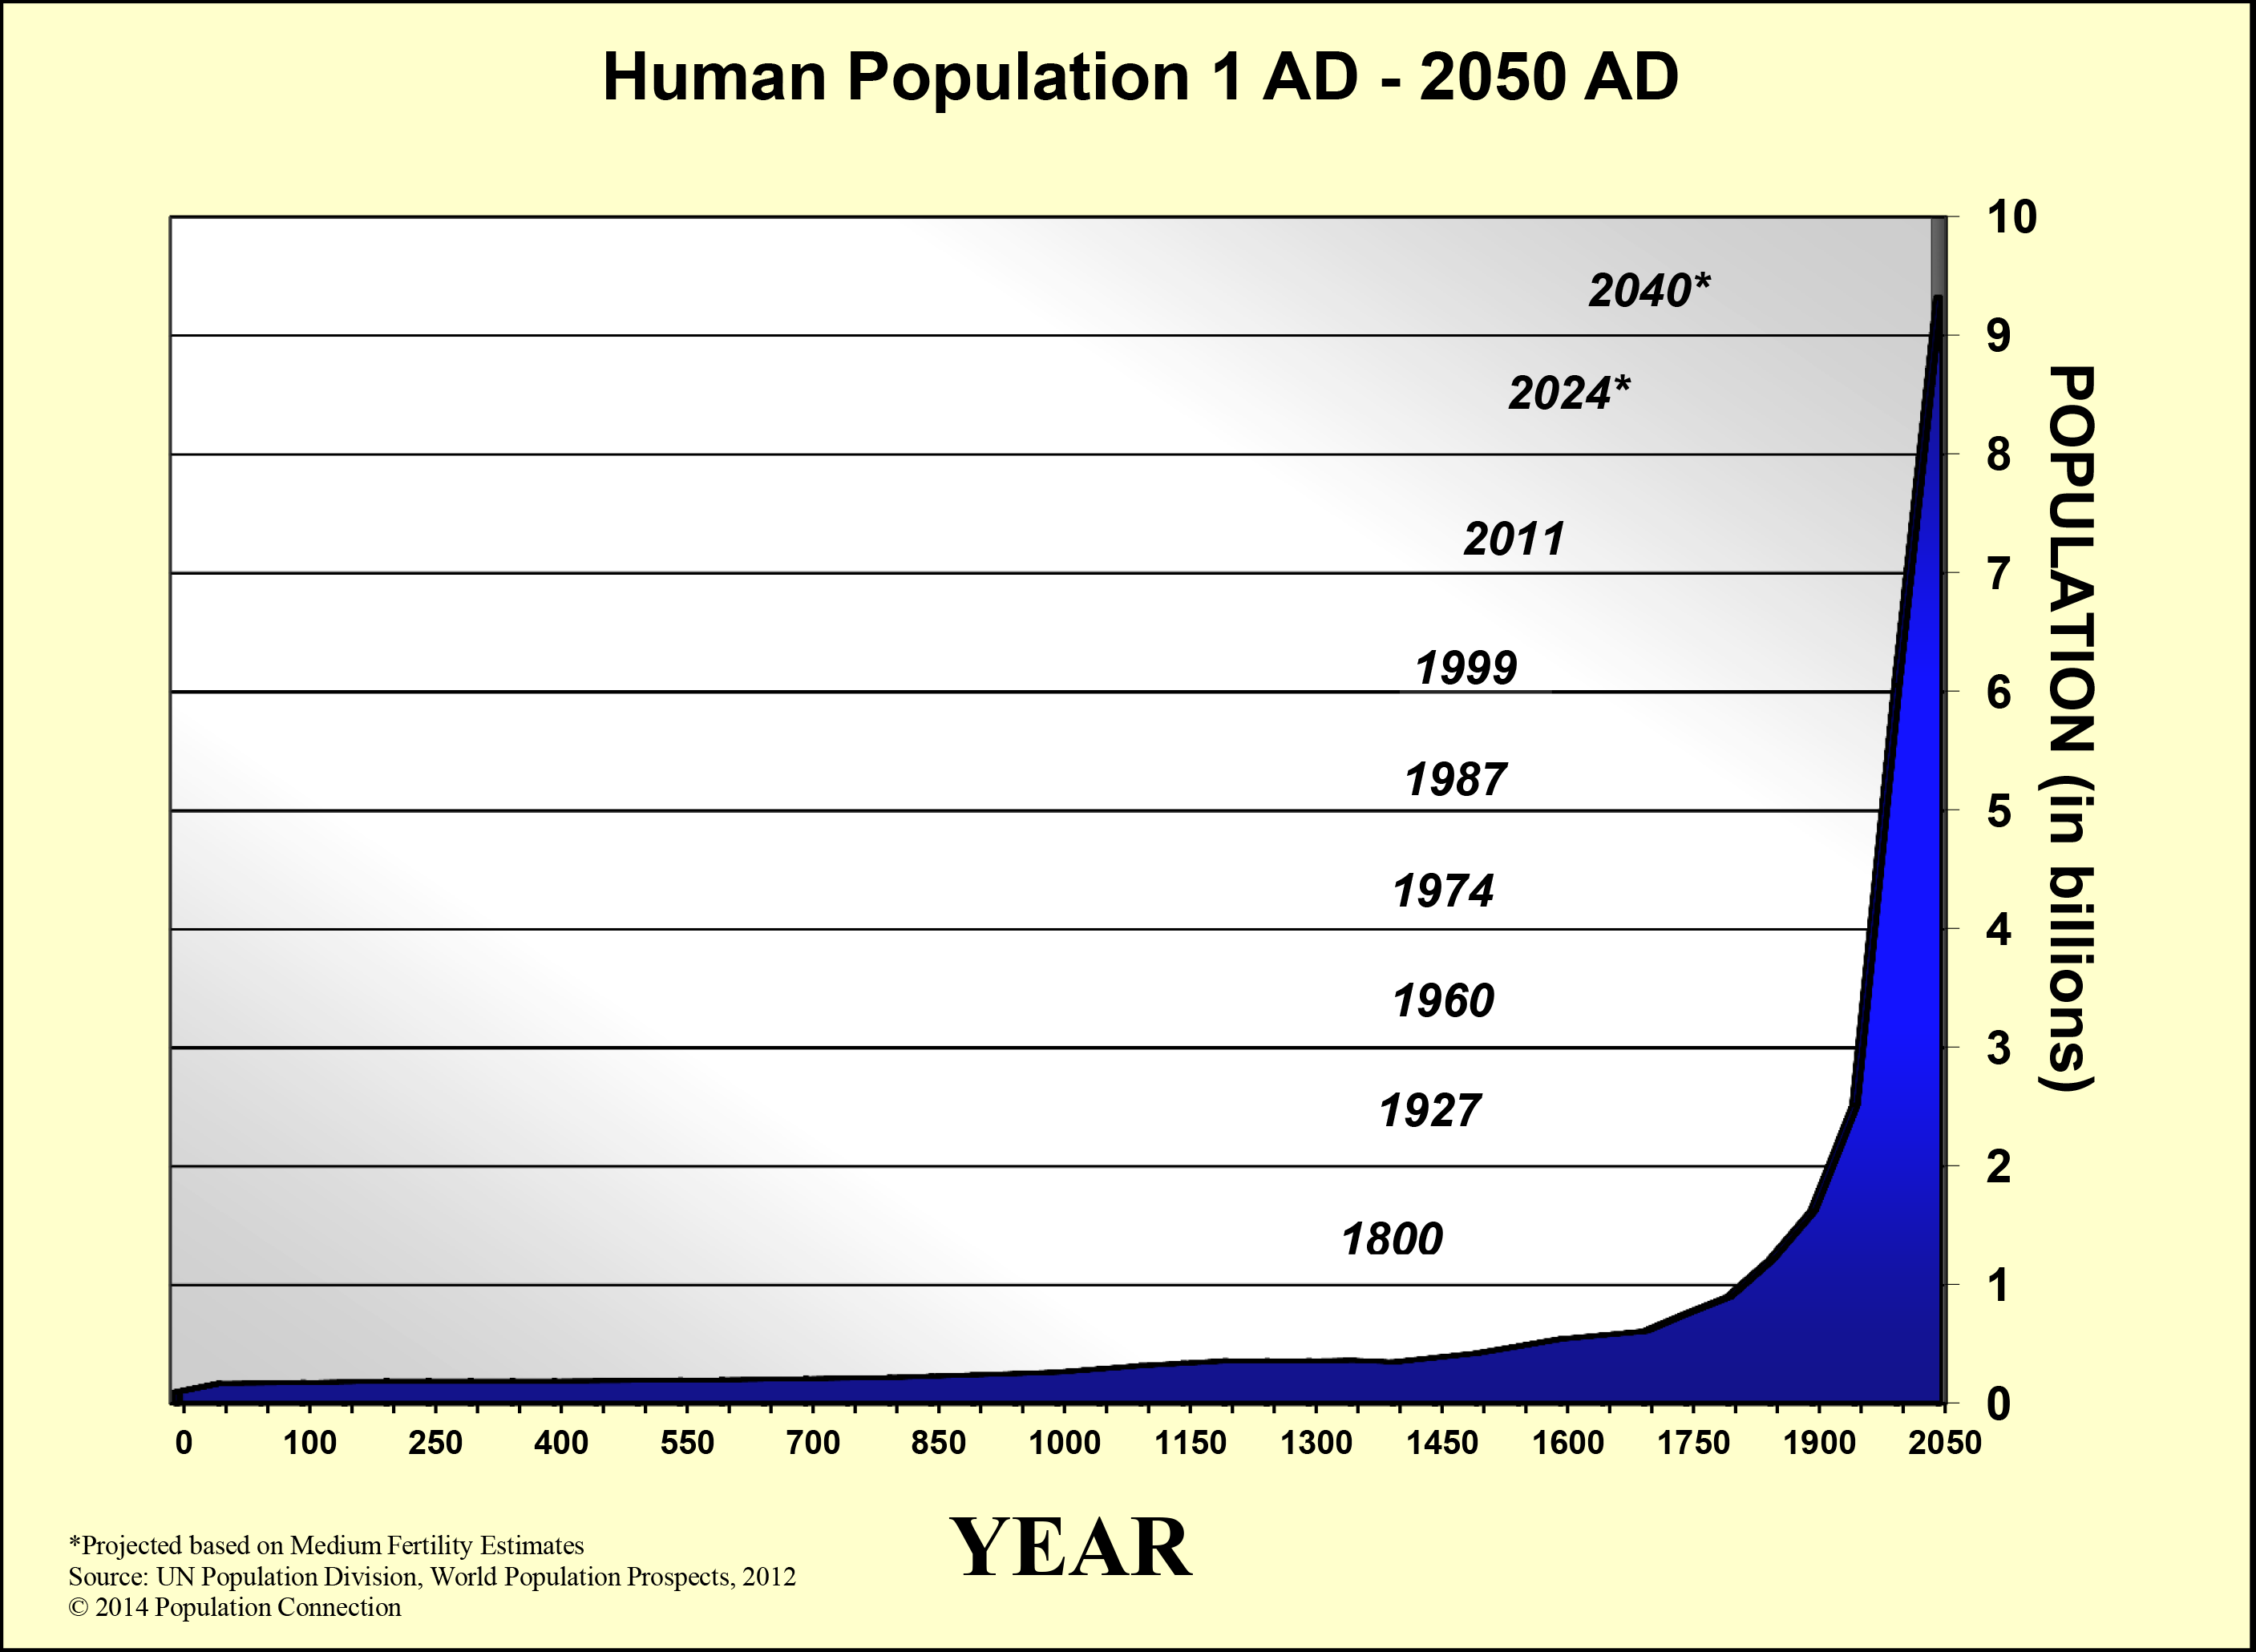 Human Population 1 AD - 2050 AD
10
2040*
9
2024*
8
2011
7
1999
6
1987
5
1974
4
1960
3
1927
2
1800
1
0
POPULATION (in billions)
0 100 250 400 550 700 850 1000 1150 1300 1450 1600 1750 1900 2050
YEAR
*Projected based on Medium Fertility Estimates
Source: UN Population Division, World Population Prospects, 2012
© 2014 Population Connection